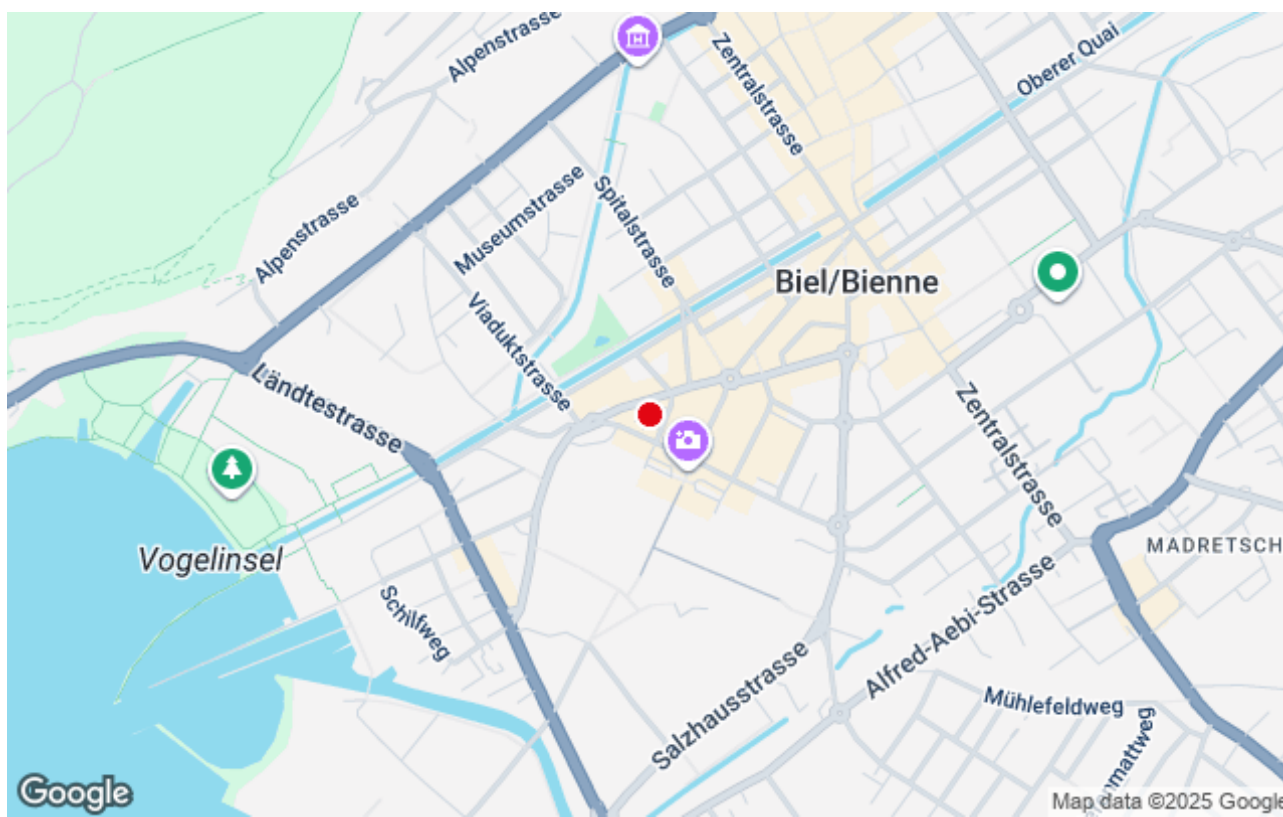 Alpenstrasse
Zentralstrasse
Oberer Quai
Museumstrasse
Spitalstrasse
Alpenstrasse
Biel/Bienne
Viaduktstrasse
Ländtestrasse
Zentralstrasse
Vogelinsel
MADRETSCH
Schilfweg
Alfred-Aebi-Strasse
Salzhausstrasse
Mühlefeldweg
Google
Map data ©2025 Google